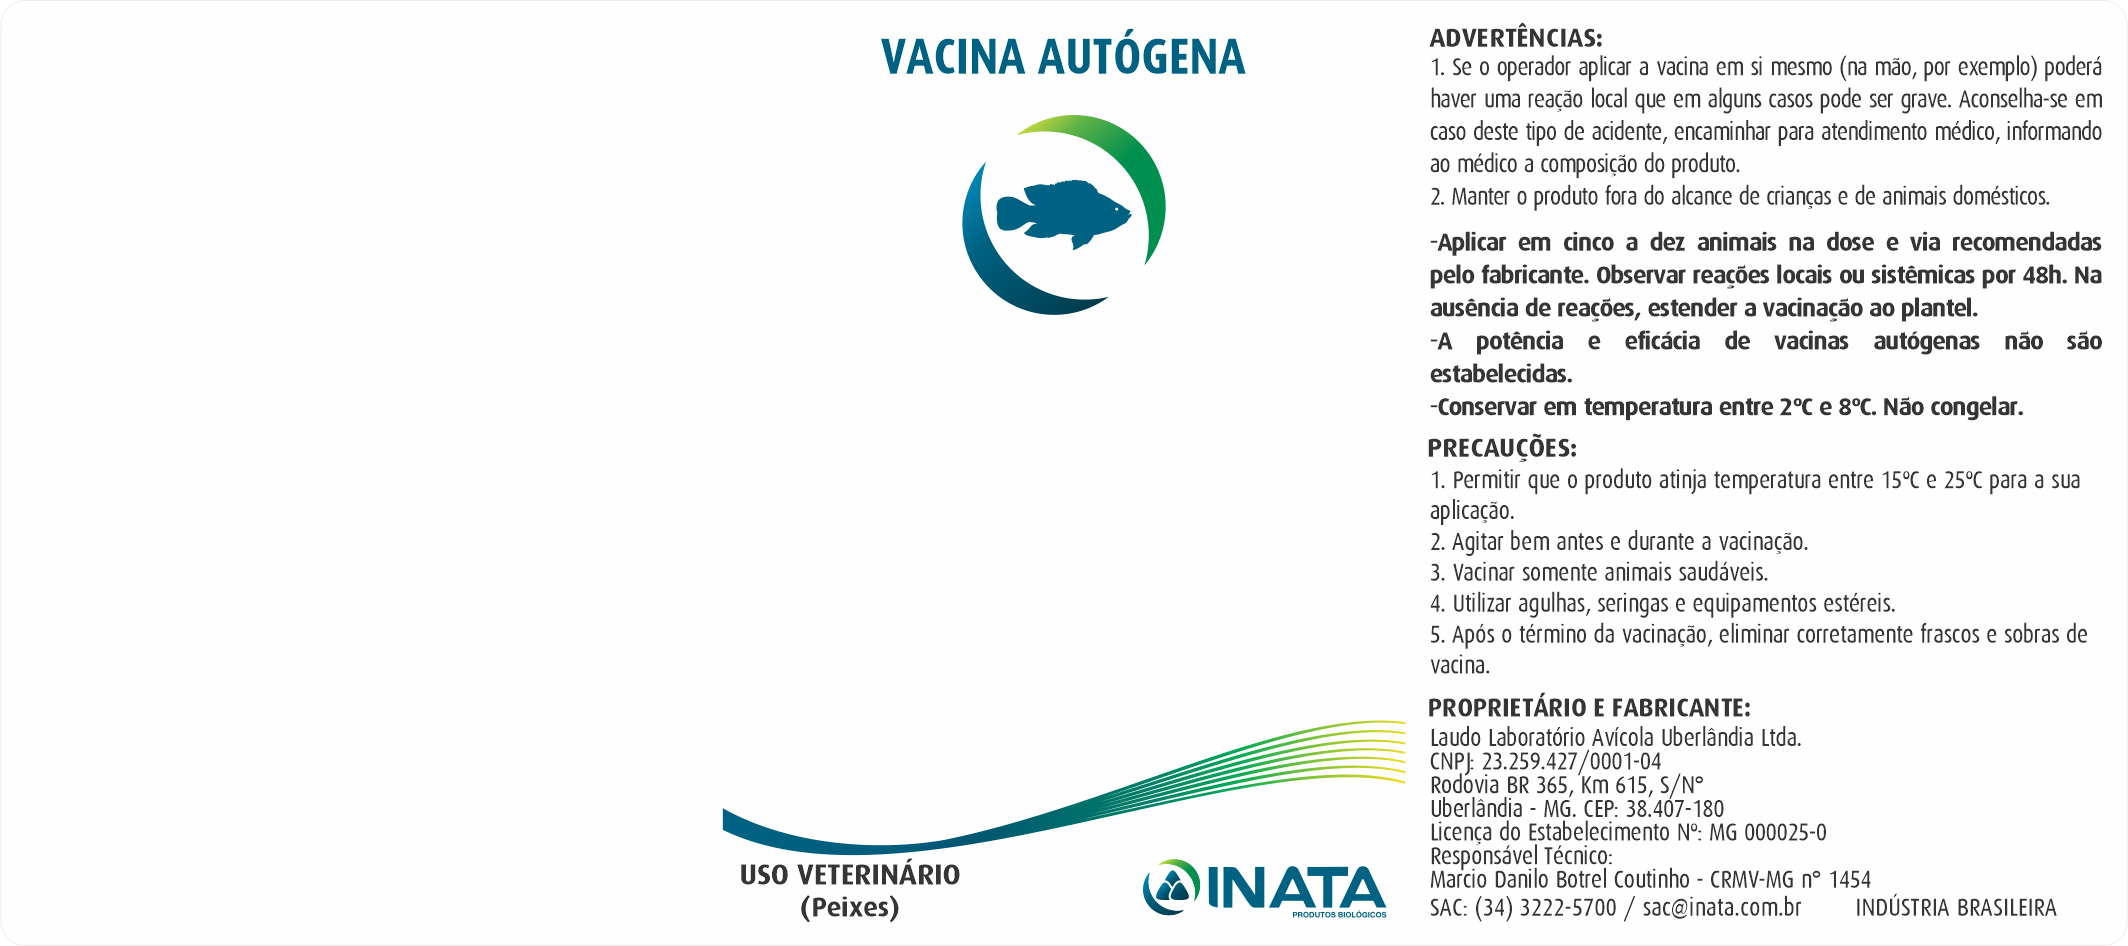 VACINA AUTÓGENA
USO VETERINÁRIO
(Peixes)
INATA
PRODUTOS BIOLÓGICOS
ADVERTÊNCIAS:
1. Se o operador aplicar a vacina em si mesmo (na mão, por exemplo) poderá
haver uma reação local que em alguns casos pode ser grave. Aconselha-se em
caso deste tipo de acidente, encaminhar para atendimento médico, informando
ao médico a composição do produto.
2. Manter o produto fora do alcance de crianças e de animais domésticos.
-Aplicar em cinco a dez animais na dose e via recomendadas
pelo fabricante. Observar reações locais ou sistêmicas por 48h. Na
ausência de reações, estender a vacinação ao plantel.
-A potência e eficácia de vacinas autógenas não são
estabelecidas.
-Conservar em temperatura entre 2ºC e 8ºC. Não congelar.
PRECAUÇÕES:
1. Permitir que o produto atinja temperatura entre 15ºC e 25ºC para a sua
aplicação.
2. Agitar bem antes e durante a vacinação.
3. Vacinar somente animais saudáveis.
4. Utilizar agulhas, seringas e equipamentos estéreis.
5. Após o término da vacinação, eliminar corretamente frascos e sobras de
vacina.
PROPRIETÁRIO E FABRICANTE:
Laudo Laboratório Avícola Uberlândia Ltda.
CNPJ: 23.259.427/0001-04
Rodovia BR 365, Km 615, S/N°
Uberlândia - MG. CEP: 38.407-180
Licença do Estabelecimento Nº: MG 000025-0
Responsável Técnico:
Marcio Danilo Botrel Coutinho - CRMV-MG n° 1454
SAC: (34) 3222-5700 / sac@inata.com.br INDÚSTRIA BRASILEIRA